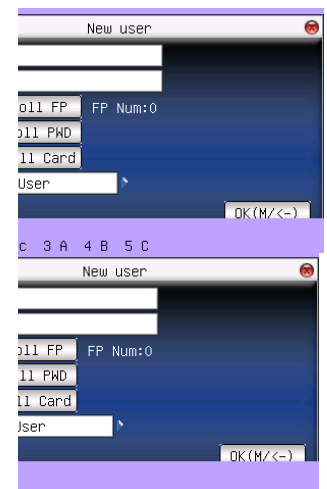 New user
oll FP FP Num:0
oll PWD
ll Card
User
OK(M/<-)
c 3 A 4 B 5 C
New user
oll FP FP Num:0
ll PWD
ll Card
User
OK(M/<-)